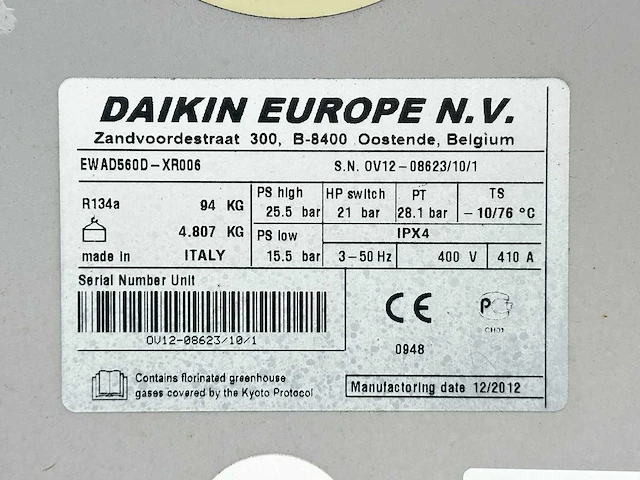 DAIKIN EUROPE N.V.
Zandvoordestraat 300, B-8400 Oostende, Belgium
EWAD560D-XR006 S.N. OV12-08623/10/1
R134a 94 KG
4.807 KG
made in ITALY
PS high
25.5 bar
HP switch
21 bar
PT
28.1 bar
TS
-10/76 °C
PS low
15.5 bar
IPX4
3-50 Hz 400 V 410 A
Serial Number Unit
OV12-08623/10/1
CE
0948
PC
CH01
Contains florinated greenhouse
gases covered by the Kyoto Protocol
Manufactoring date 12/2012